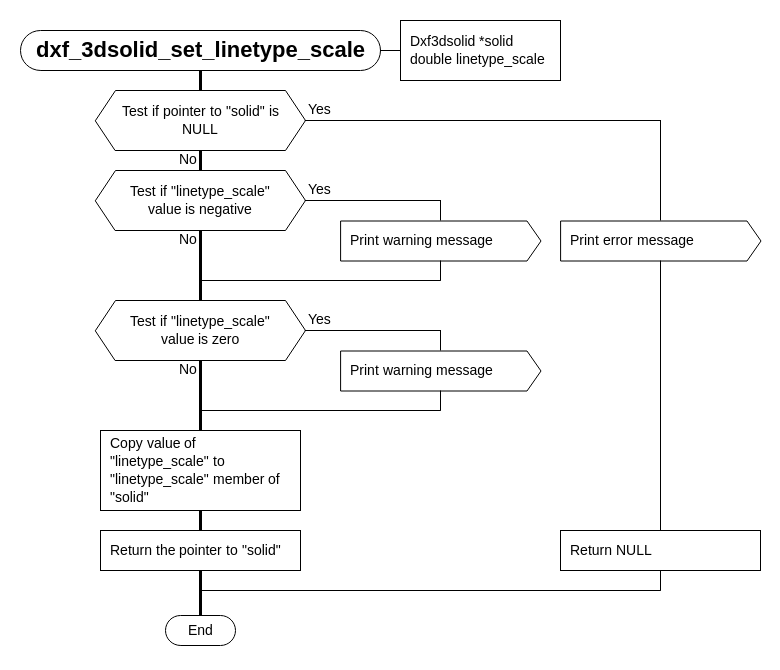 dxf_3dsolid_set_linetype_scale
Dxf3dsolid *solid
double linetype_scale
Test if pointer to "solid" is
NULL
Yes
No
Test if "linetype_scale"
value is negative
Yes
No
Print warning message
Print error message
Test if "linetype_scale"
value is zero
Yes
No
Print warning message
Copy value of
"linetype_scale" to
"linetype_scale" member of
"solid"
Return the pointer to "solid"
Return NULL
End